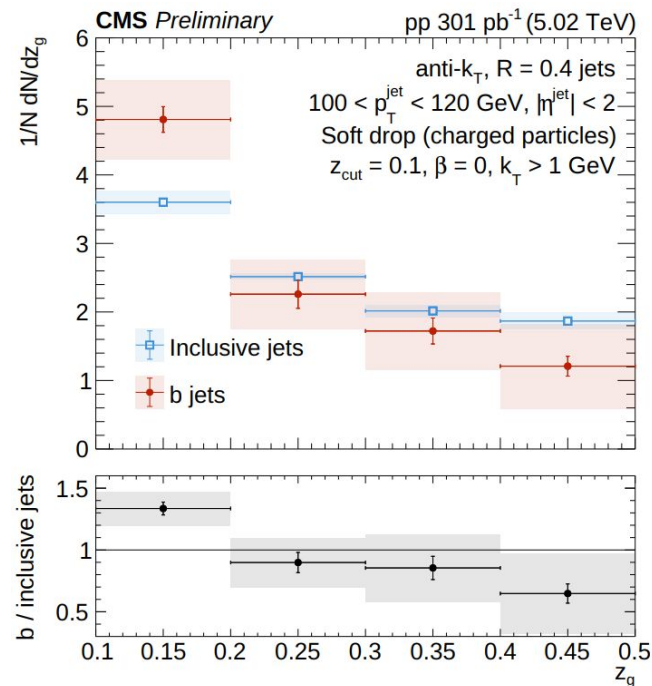 CMS Preliminary pp 301 pb⁻¹ (5.02 TeV)
1/N dN/dz_g
6
5
4
3
2
1
0
anti-k_T, R = 0.4 jets
100 < p_T^jet < 120 GeV, |η^jet| < 2
Soft drop (charged particles)
z_cut = 0.1, β = 0, k_T > 1 GeV
Inclusive jets
b jets
b / inclusive jets
1.5
1
0.5
0.1 0.15 0.2 0.25 0.3 0.35 0.4 0.45 0.5
z_g